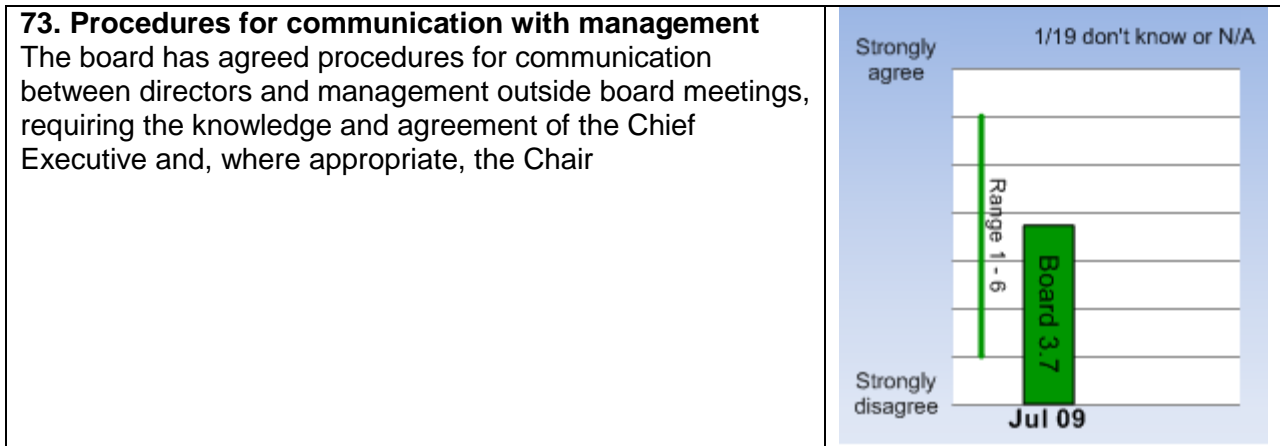 73. Procedures for communication with management
The board has agreed procedures for communication
between directors and management outside board meetings,
requiring the knowledge and agreement of the Chief
Executive and, where appropriate, the Chair
1/19 don't know or N/A
Strongly
agree
Range 1 - 6
Board 3.7
Strongly
disagree
Jul 09